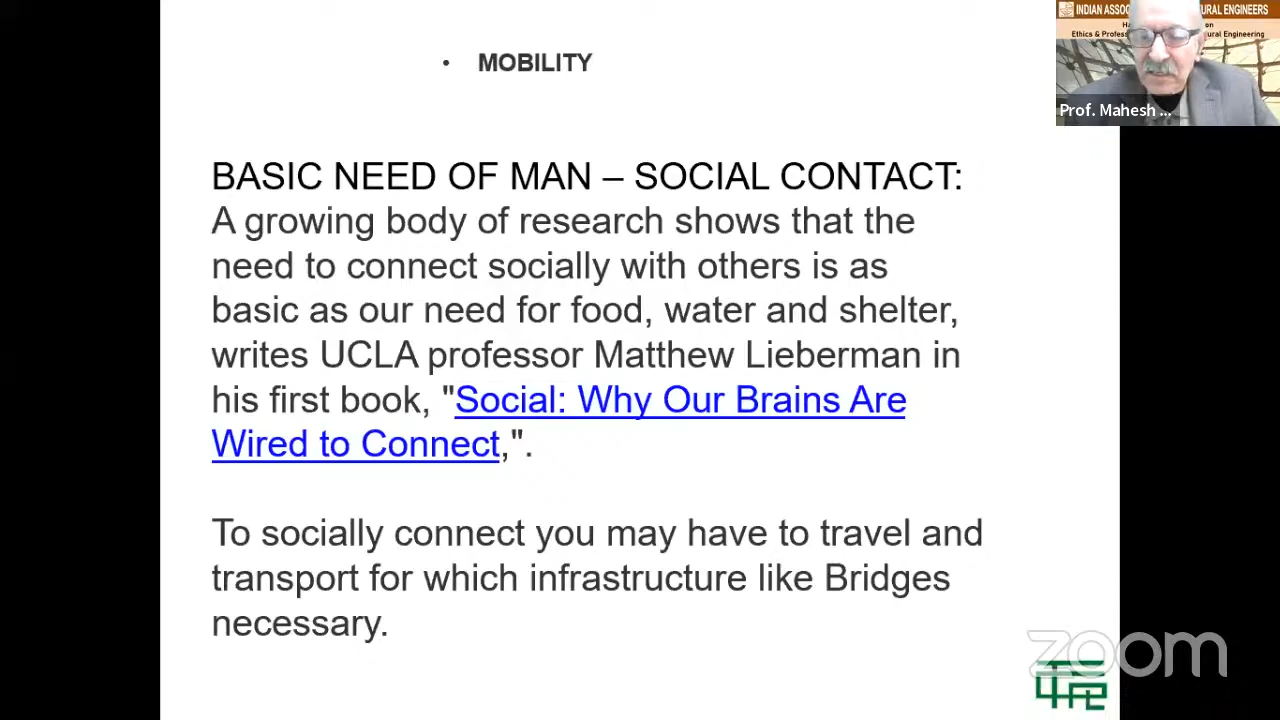 INDIAN ASSO URAL ENGINEERS
Ethics & Profes ural Engineering
Prof. Mahesh ...
• MOBILITY
BASIC NEED OF MAN – SOCIAL CONTACT:
A growing body of research shows that the
need to connect socially with others is as
basic as our need for food, water and shelter,
writes UCLA professor Matthew Lieberman in
his first book, "Social: Why Our Brains Are
Wired to Connect,".
To socially connect you may have to travel and
transport for which infrastructure like Bridges
necessary.
zoom